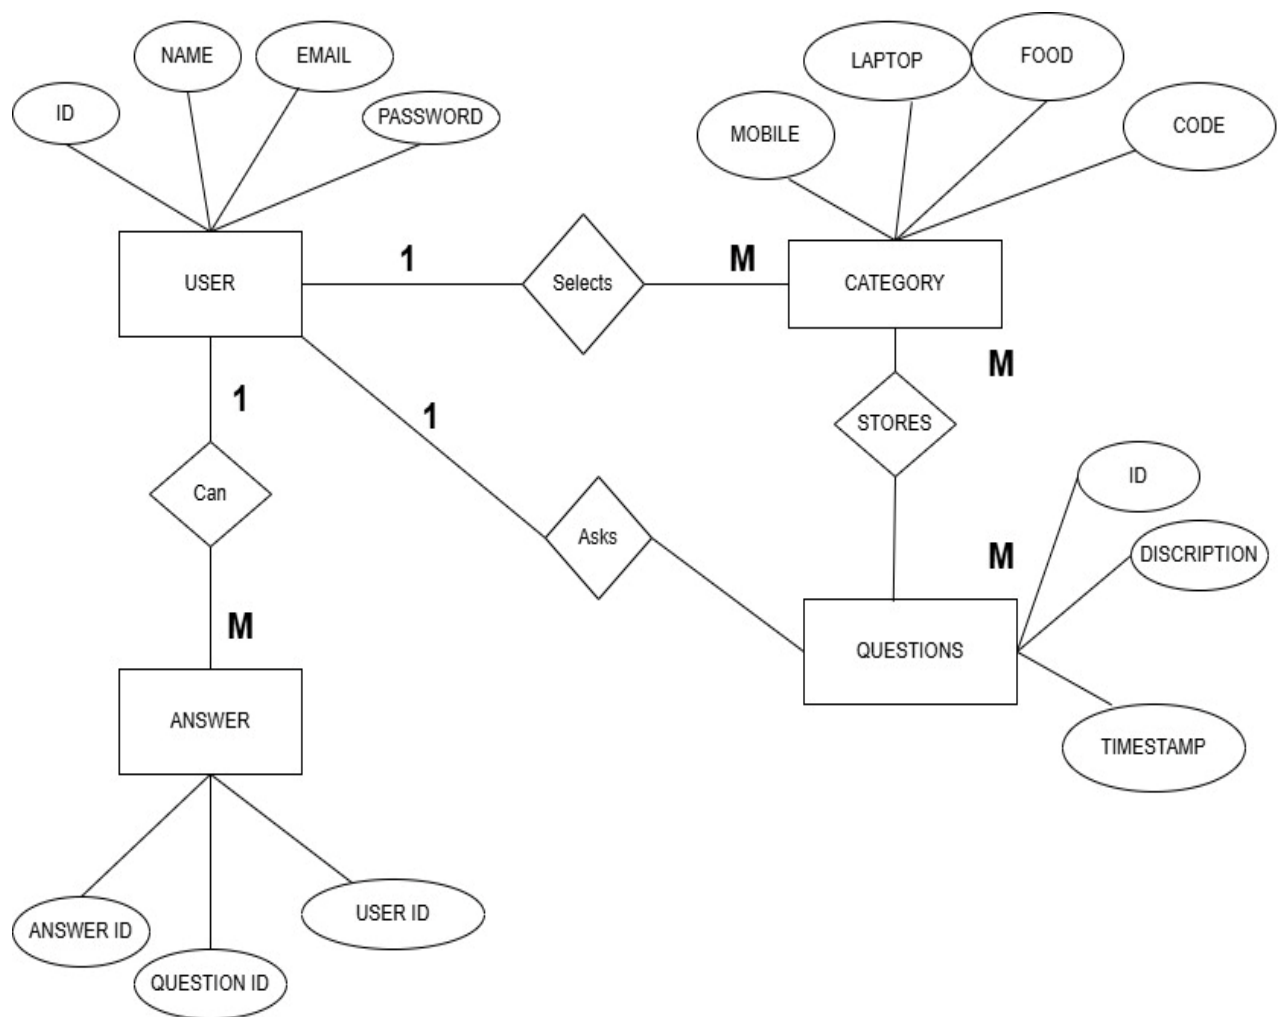 NAME
EMAIL
LAPTOP
FOOD
ID
PASSWORD
MOBILE
CODE
USER
1
Selects
M
CATEGORY
1
1
M
STORES
Can
Asks
ID
M
DISCRIPTION
M
QUESTIONS
ANSWER
TIMESTAMP
ANSWER ID
USER ID
QUESTION ID